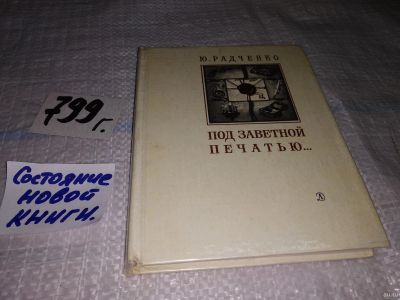 Ю. РАДЧЕНКО
ПОД ЗАВЕТНОЙ
ПЕЧАТЬЮ...
799 г.
Состояние
новой
книги.